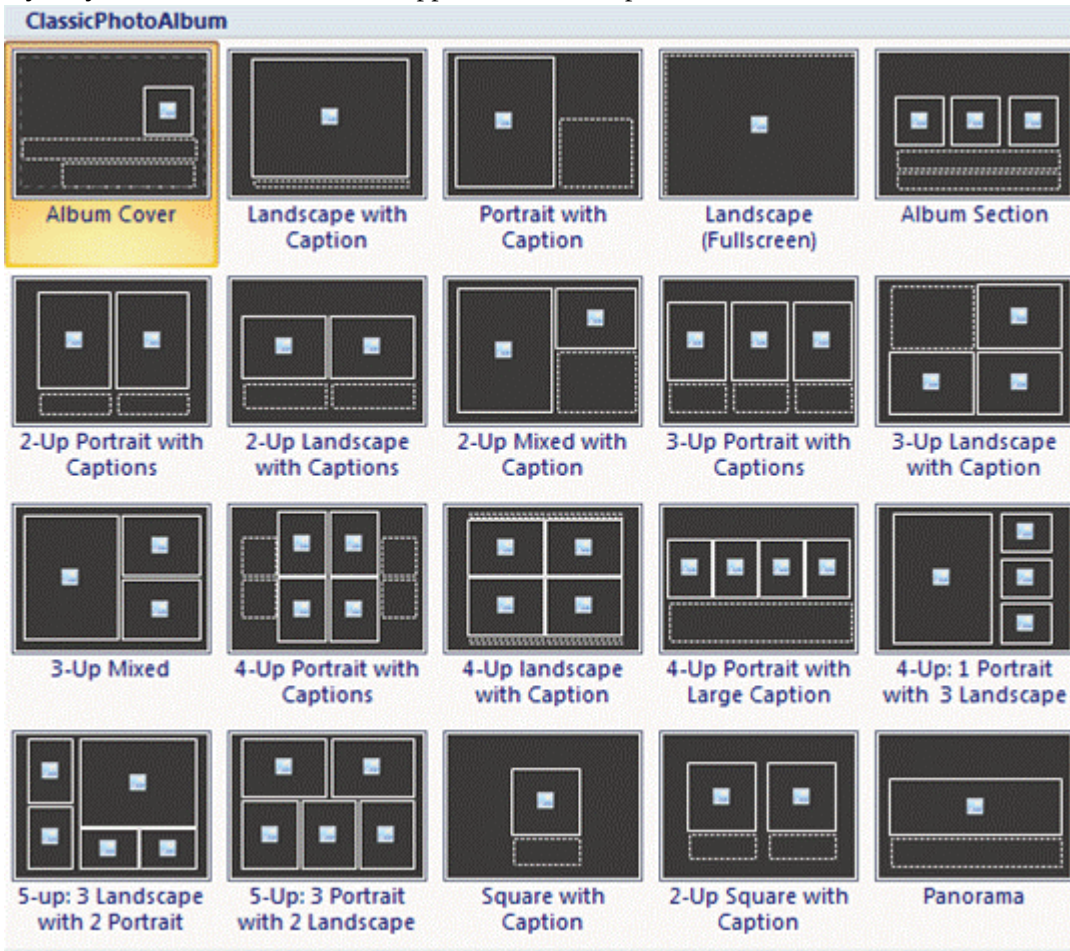 ClassicPhotoAlbum
Album Cover
Landscape with
Caption
Portrait with
Caption
Landscape
(Fullscreen)
Album Section
2-Up Portrait with
Captions
2-Up Landscape
with Captions
2-Up Mixed with
Caption
3-Up Portrait with
Captions
3-Up Landscape
with Caption
3-Up Mixed
4-Up Portrait with
Captions
4-Up landscape
with Caption
4-Up Portrait with
Large Caption
4-Up: 1 Portrait
with 3 Landscape
5-up: 3 Landscape
with 2 Portrait
5-Up: 3 Portrait
with 2 Landscape
Square with
Caption
2-Up Square with
Caption
Panorama